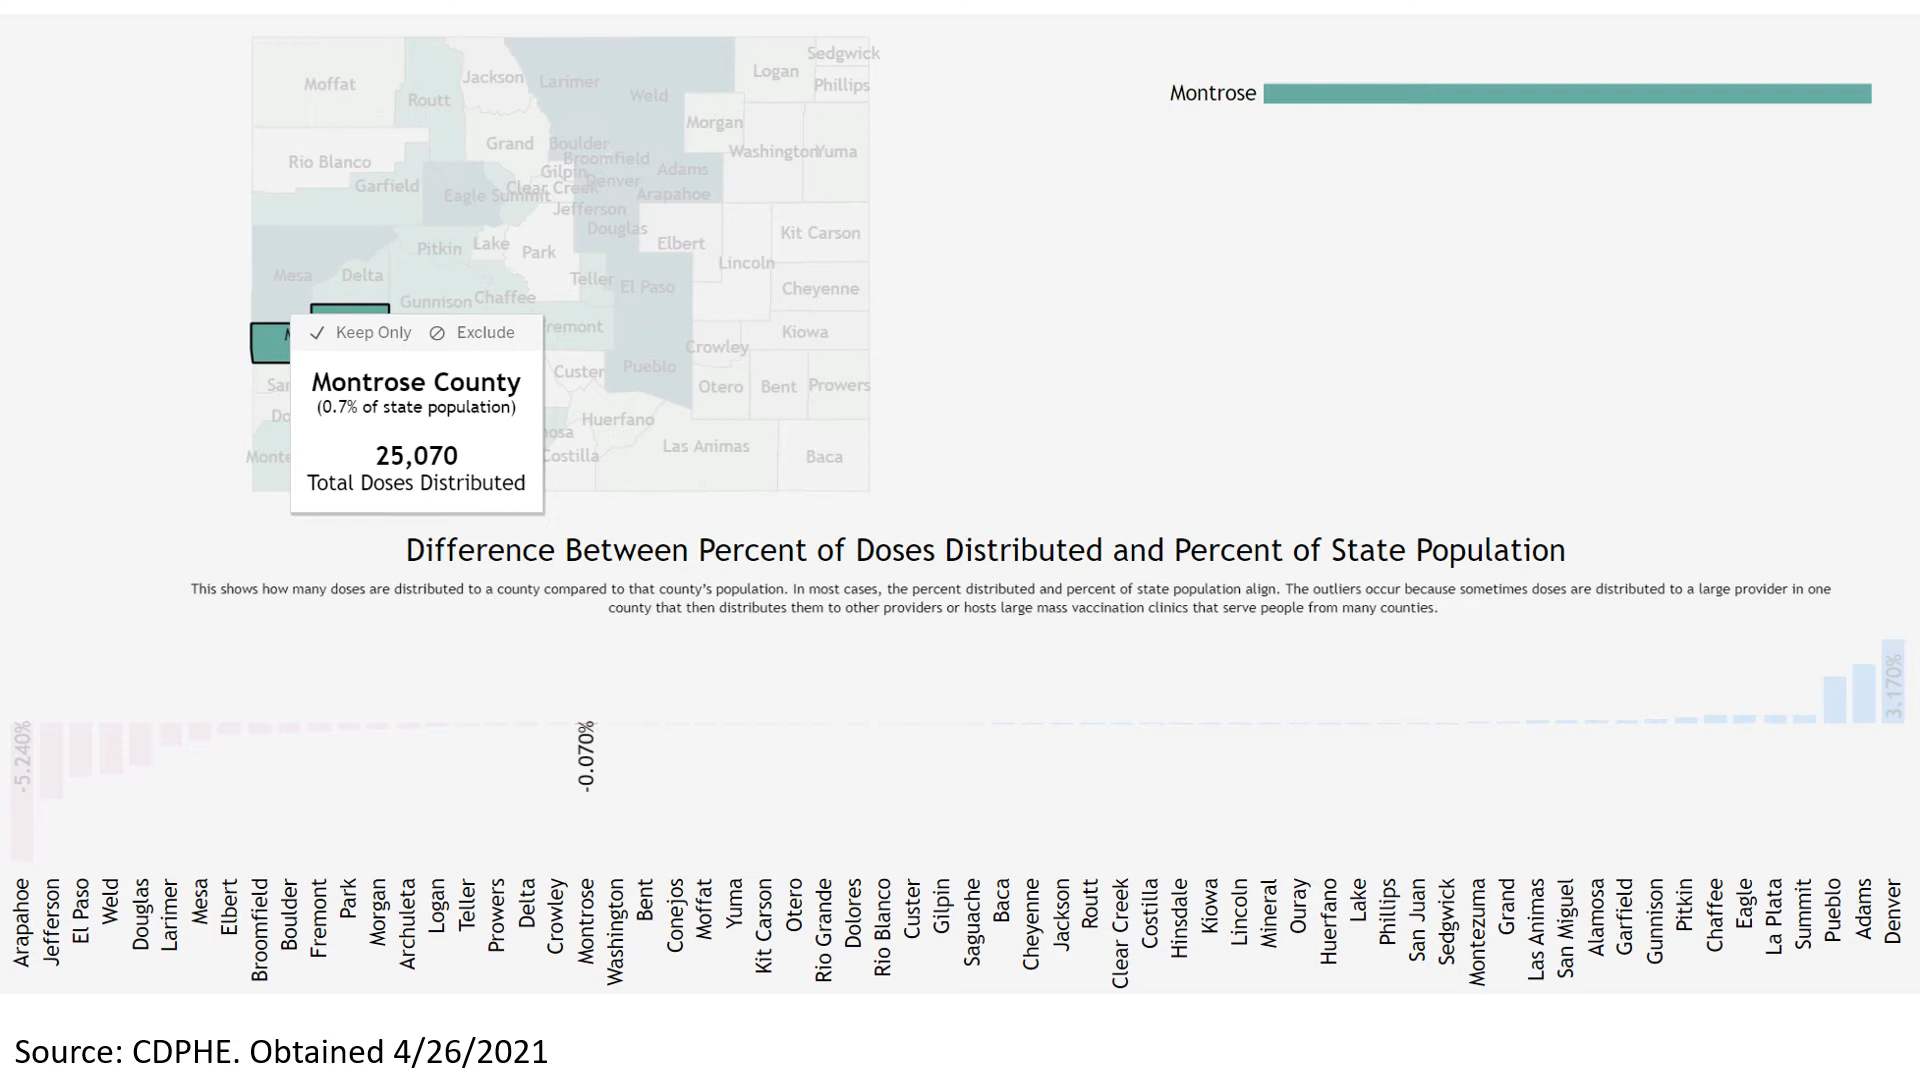 Sedgwick
Moffat
Jackson
Larimer
Logan
Phillips
Routt
Weld
Montrose
Morgan
Grand
Boulder
Washington
Yuma
Rio Blanco
Broomfield
Gilpin
Adams
Garfield
Clear Creek
Denver
Eagle
Summit
Arapahoe
Jefferson
Douglas
Kit Carson
Pitkin
Lake
Park
Elbert
Lincoln
Mesa
Delta
Teller
El Paso
Cheyenne
Gunnison
Chaffee
remont
Kiowa
Crowley
Keep Only
Exclude
Custer
Pueblo
Otero
Bent
Prowers
San
Do
Huerfano
osa
Las Animas
Monte
Costilla
Baca
Montrose County
(0.7% of state population)
25,070
Total Doses Distributed
Difference Between Percent of Doses Distributed and Percent of State Population
This shows how many doses are distributed to a county compared to that county's population. In most cases, the percent distributed and percent of state population align. The outliers occur because sometimes doses are distributed to a large provider in one
county that then distributes them to other providers or hosts large mass vaccination clinics that serve people from many counties.
-5.240%
-0.070%
3.170%
Arapahoe
Jefferson
El Paso
Weld
Douglas
Larimer
Mesa
Elbert
Broomfield
Boulder
Fremont
Park
Morgan
Archuleta
Logan
Teller
Prowers
Delta
Crowley
Montrose
Washington
Bent
Conejos
Moffat
Yuma
Kit Carson
Otero
Rio Grande
Dolores
Rio Blanco
Custer
Gilpin
Saguache
Baca
Cheyenne
Jackson
Routt
Clear Creek
Costilla
Hinsdale
Kiowa
Lincoln
Mineral
Ouray
Huerfano
Lake
Phillips
San Juan
Sedgwick
Montezuma
Grand
Las Animas
San Miguel
Alamosa
Garfield
Gunnison
Pitkin
Chaffee
Eagle
La Plata
Summit
Pueblo
Adams
Denver
Source: CDPHE. Obtained 4/26/2021